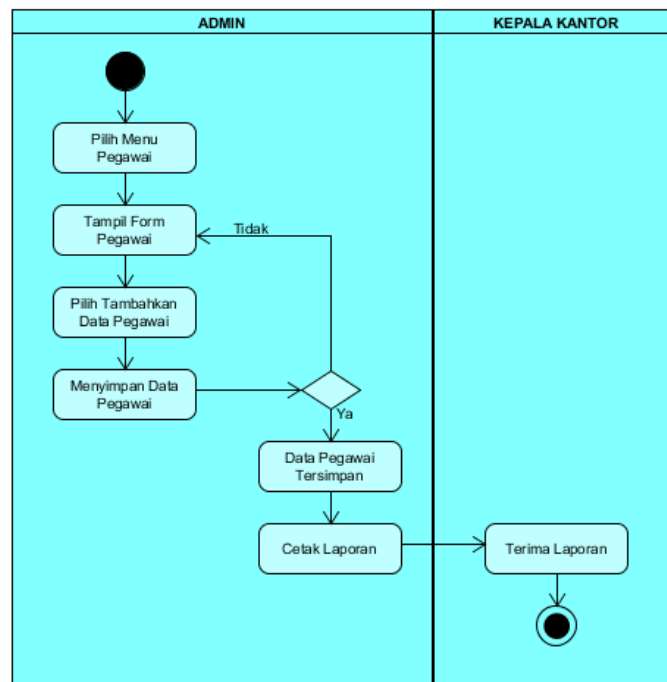 ADMIN
KEPALA KANTOR
Pilih Menu
Pegawai
Tampil Form
Pegawai
Tidak
Pilih Tambahkan
Data Pegawai
Menyimpan Data
Pegawai
Ya
Data Pegawai
Tersimpan
Cetak Laporan
Terima Laporan